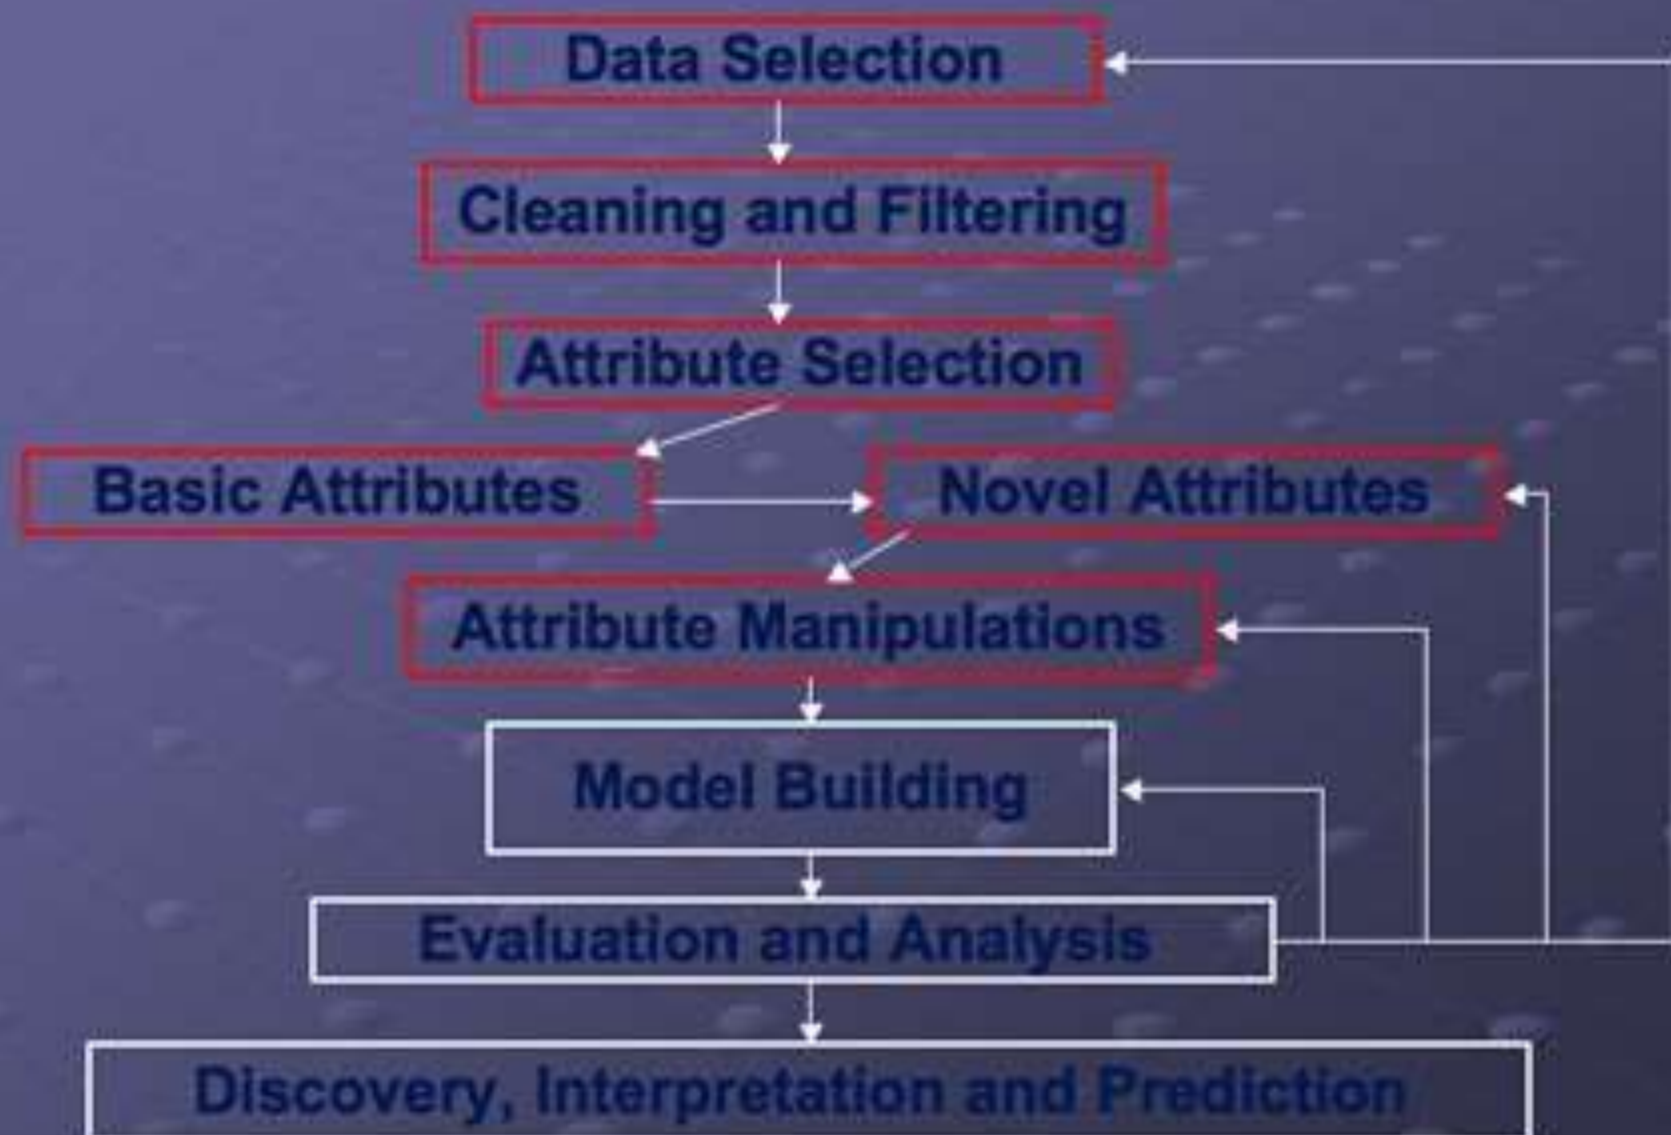 Data Selection
Cleaning and Filtering
Attribute Selection
Basic Attributes
Novel Attributes
Attribute Manipulations
Model Building
Evaluation and Analysis
Discovery, Interpretation and Prediction